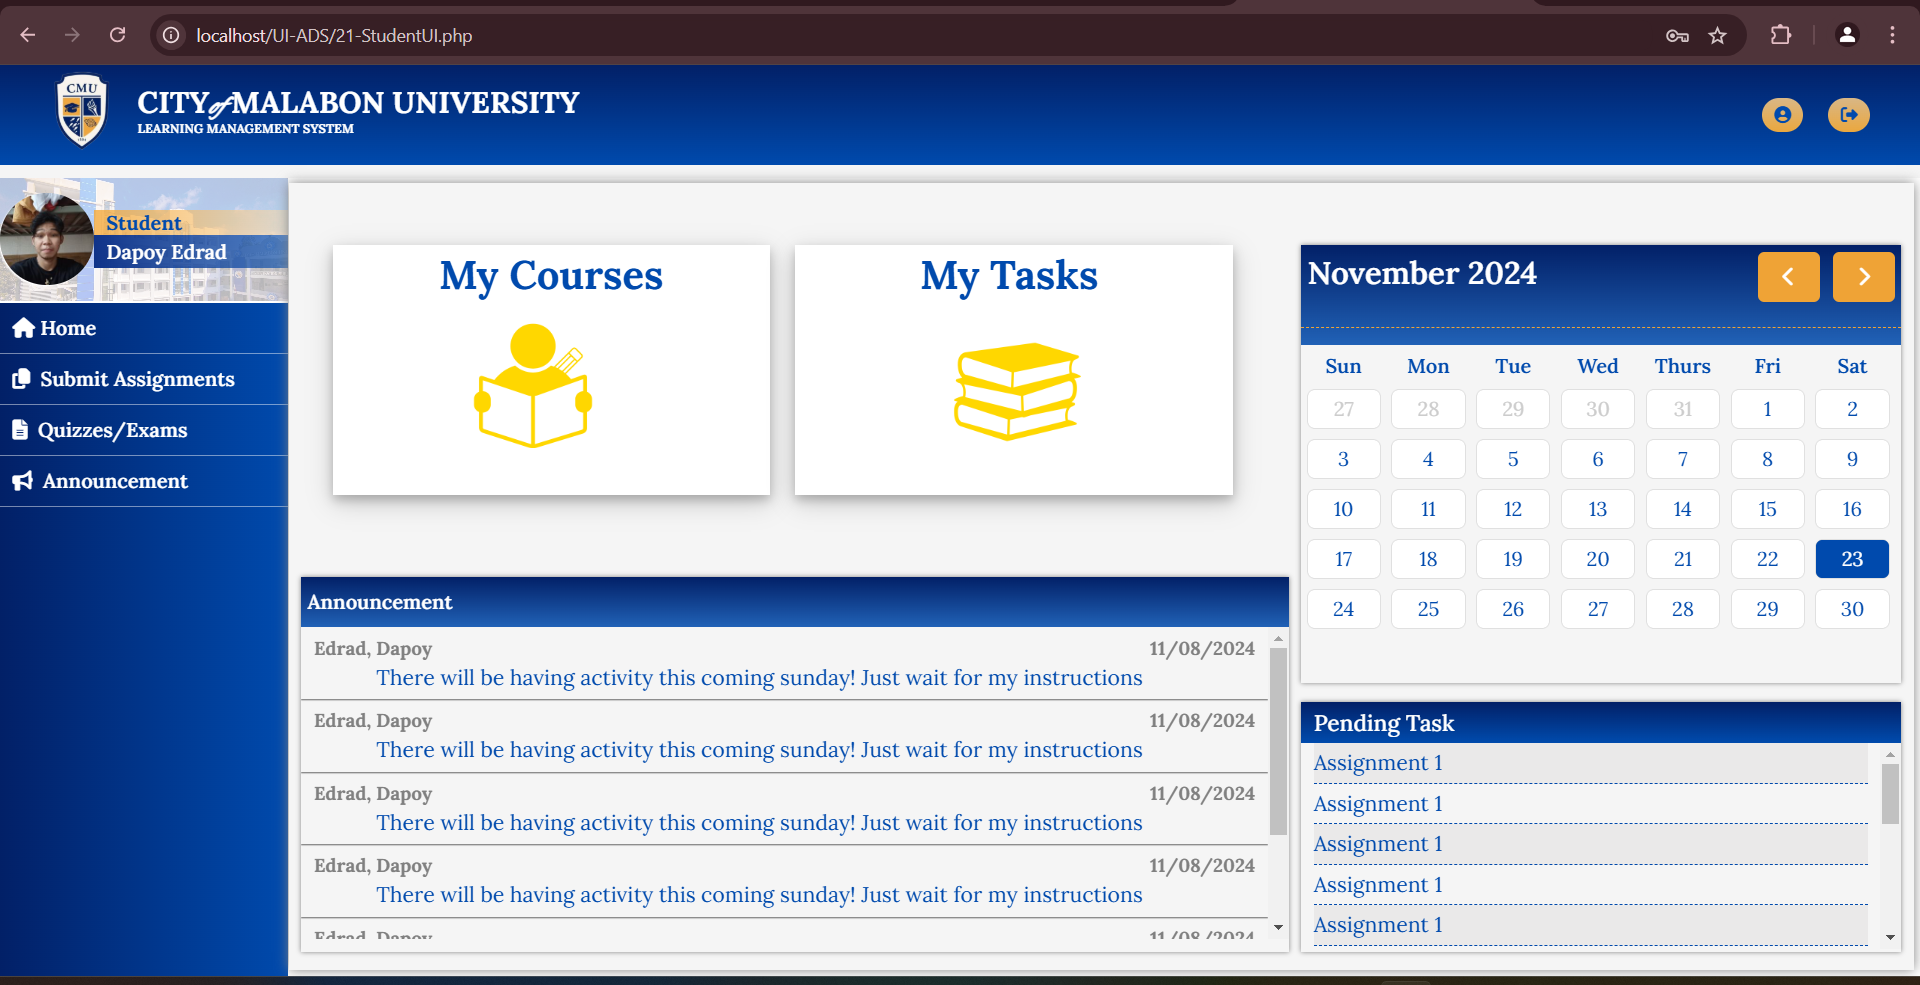 localhost/UI-ADS/21-StudentUI.php
CMU
CITY of MALABON UNIVERSITY
LEARNING MANAGEMENT SYSTEM
Student
Dapoy Edrad
Home
Submit Assignments
Quizzes/Exams
Announcement
My Courses
My Tasks
November 2024
Sun Mon Tue Wed Thurs Fri Sat
27 28 29 30 31 1 2
3 4 5 6 7 8 9
10 11 12 13 14 15 16
17 18 19 20 21 22 23
24 25 26 27 28 29 30
Announcement
Edrad, Dapoy 11/08/2024
There will be having activity this coming sunday! Just wait for my instructions
Edrad, Dapoy 11/08/2024
There will be having activity this coming sunday! Just wait for my instructions
Edrad, Dapoy 11/08/2024
There will be having activity this coming sunday! Just wait for my instructions
Edrad, Dapoy 11/08/2024
There will be having activity this coming sunday! Just wait for my instructions
Edrad, Dapoy 11/08/2024
Pending Task
Assignment 1
Assignment 1
Assignment 1
Assignment 1
Assignment 1